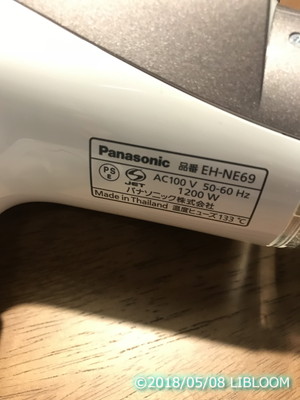 Panasonic 品番 EH-NE69
PS E JET AC100 V 50-60 Hz
1200 W
パナソニック株式会社
Made in Thailand 温度ヒューズ 133 ℃
©2018/05/08 LIBLOOM